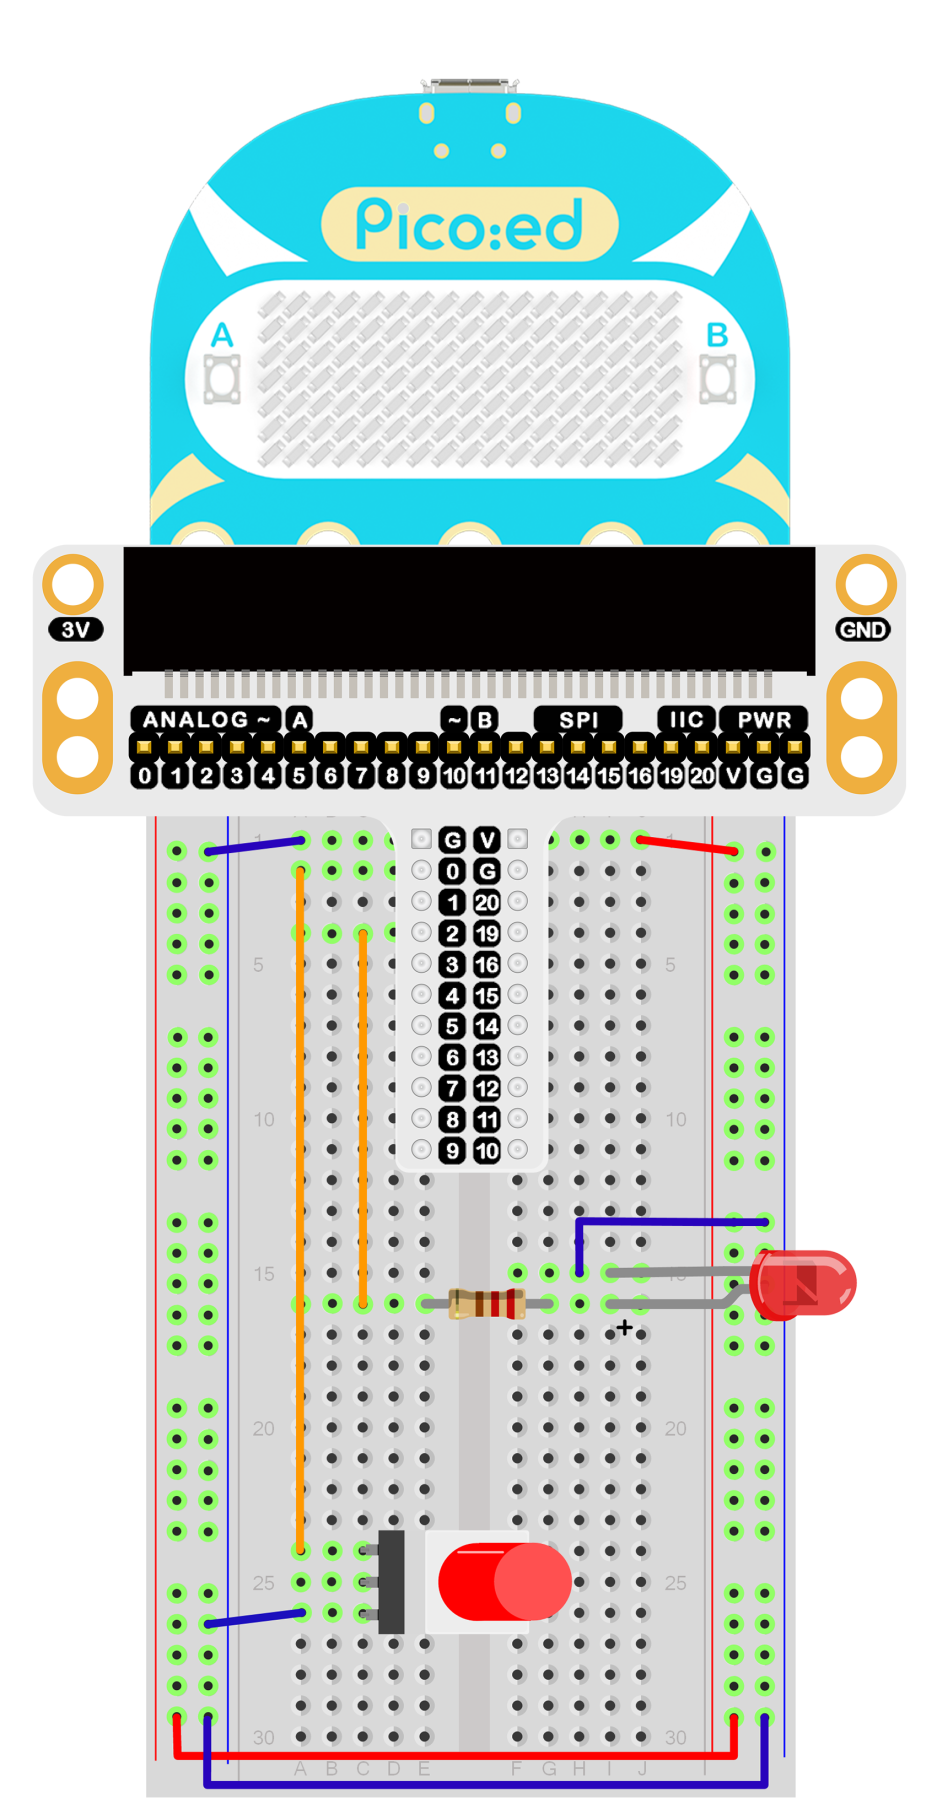 Pico:ed
A B
3V GND
ANALOG ~ A ~ B SPI IIC PWR
0 1 2 3 4 5 6 7 8 9 10 11 12 13 14 15 16 19 20 V G G
1 G V 1
0 G
1 20
2 19
5 3 16 5
4 15
5 14
6 13
7 12
10 8 11 10
9 10
15 15
+
20 20
25 25
30 30
A B C D E F G H I J I